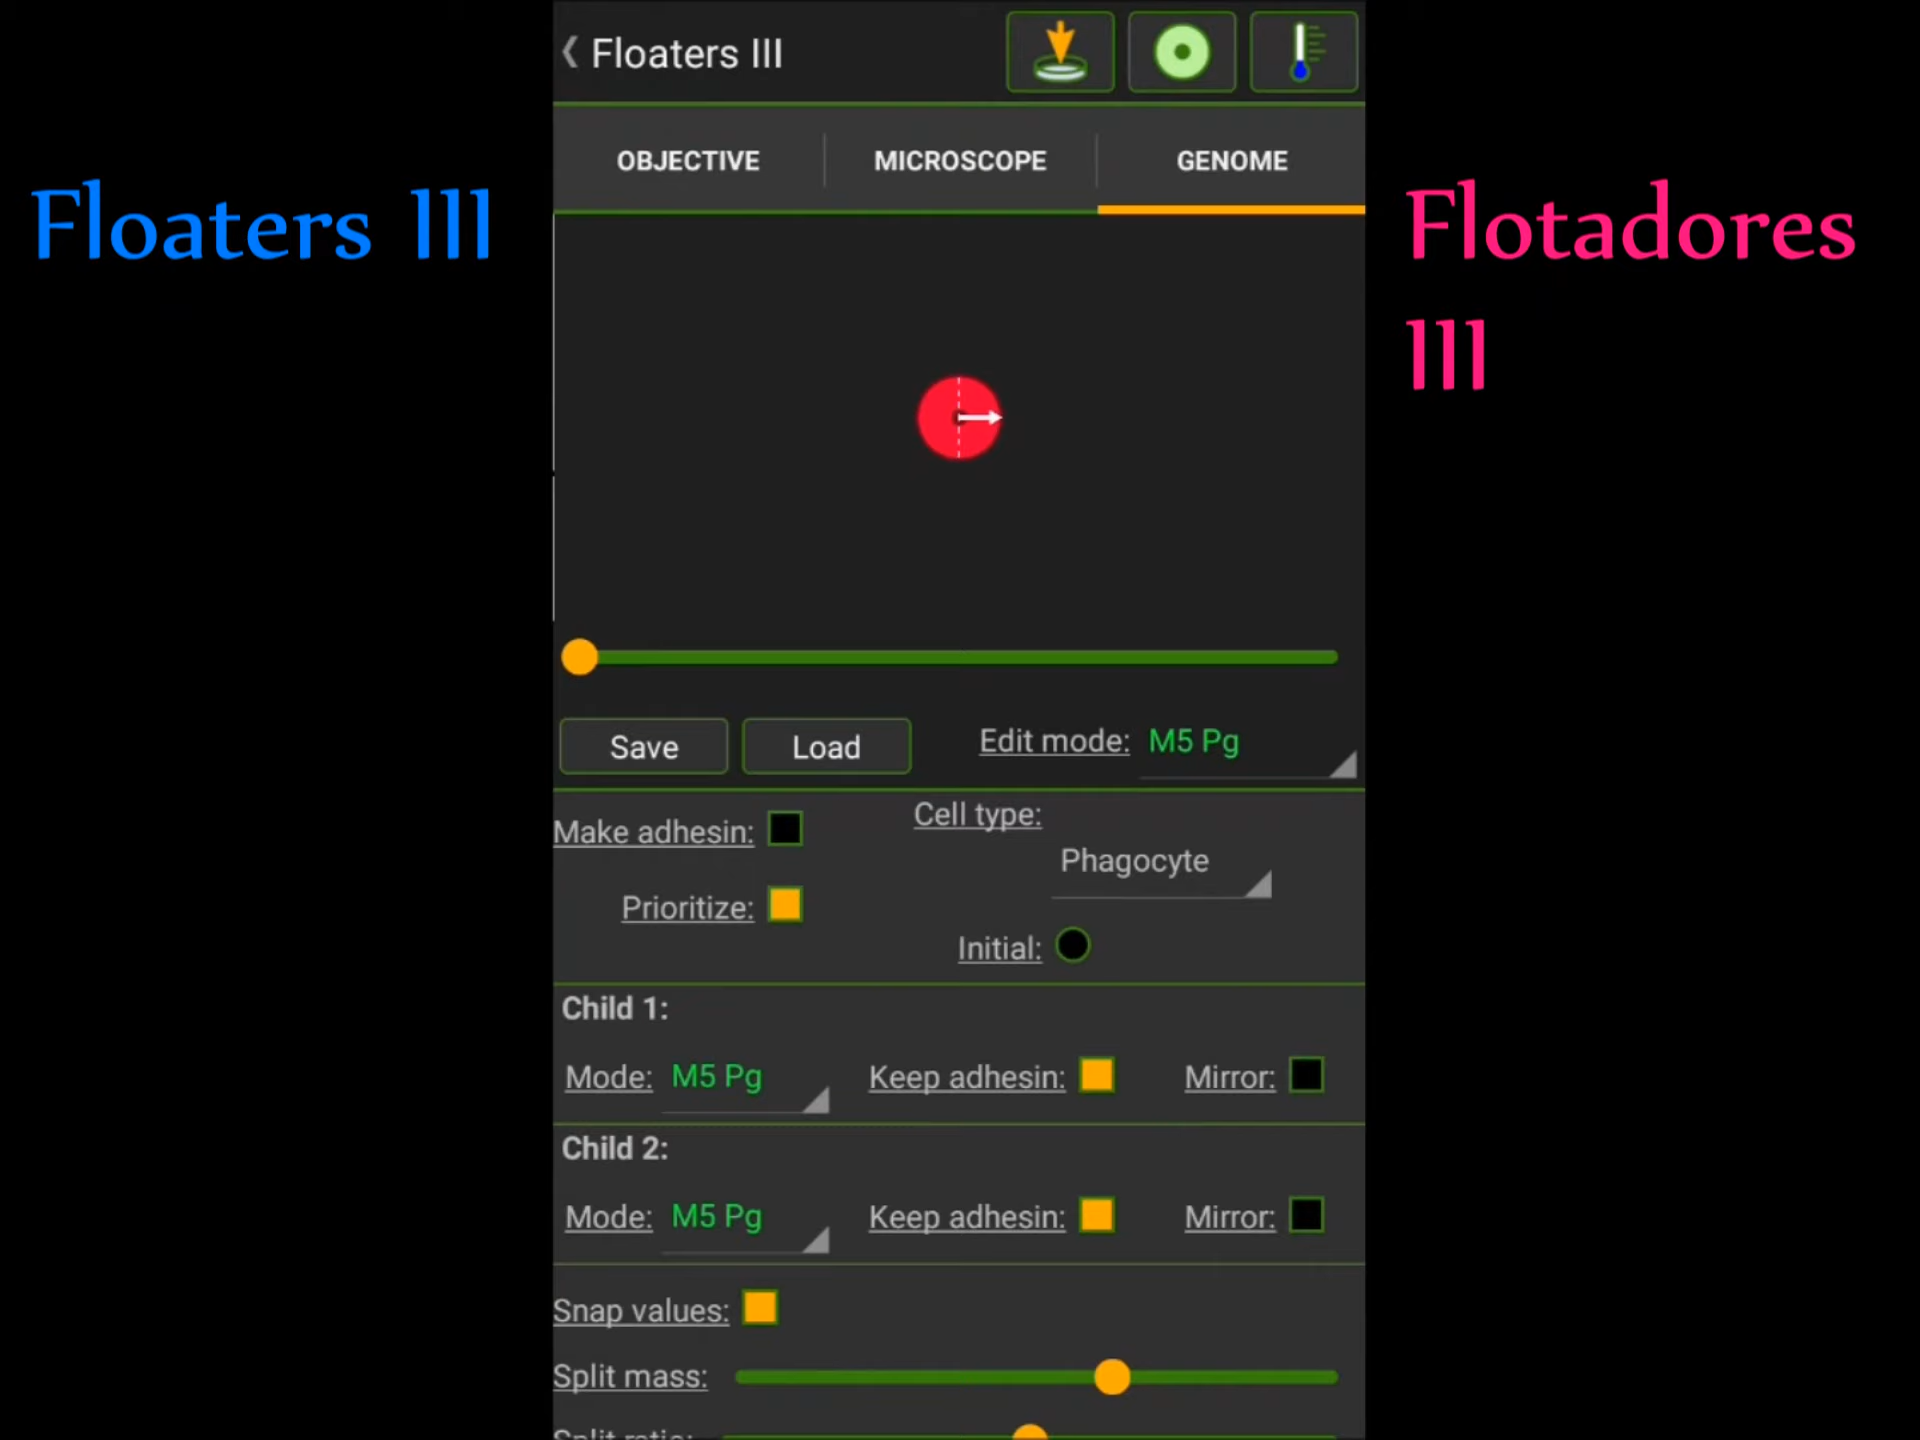 Floaters III
OBJECTIVE
MICROSCOPE
GENOME
Floaters III
Flotadores
III
Save
Load
Edit mode: M5 Pg
Make adhesin:
Cell type:
Phagocyte
Prioritize:
Initial:
Child 1:
Mode: M5 Pg
Keep adhesin:
Mirror:
Child 2:
Mode: M5 Pg
Keep adhesin:
Mirror:
Snap values:
Split mass:
Split ratio: